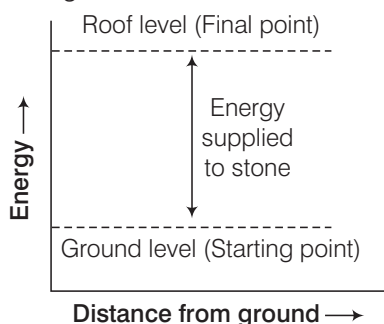 Roof level (Final point)
Energy
supplied
to stone
Energy
Ground level (Starting point)
Distance from ground